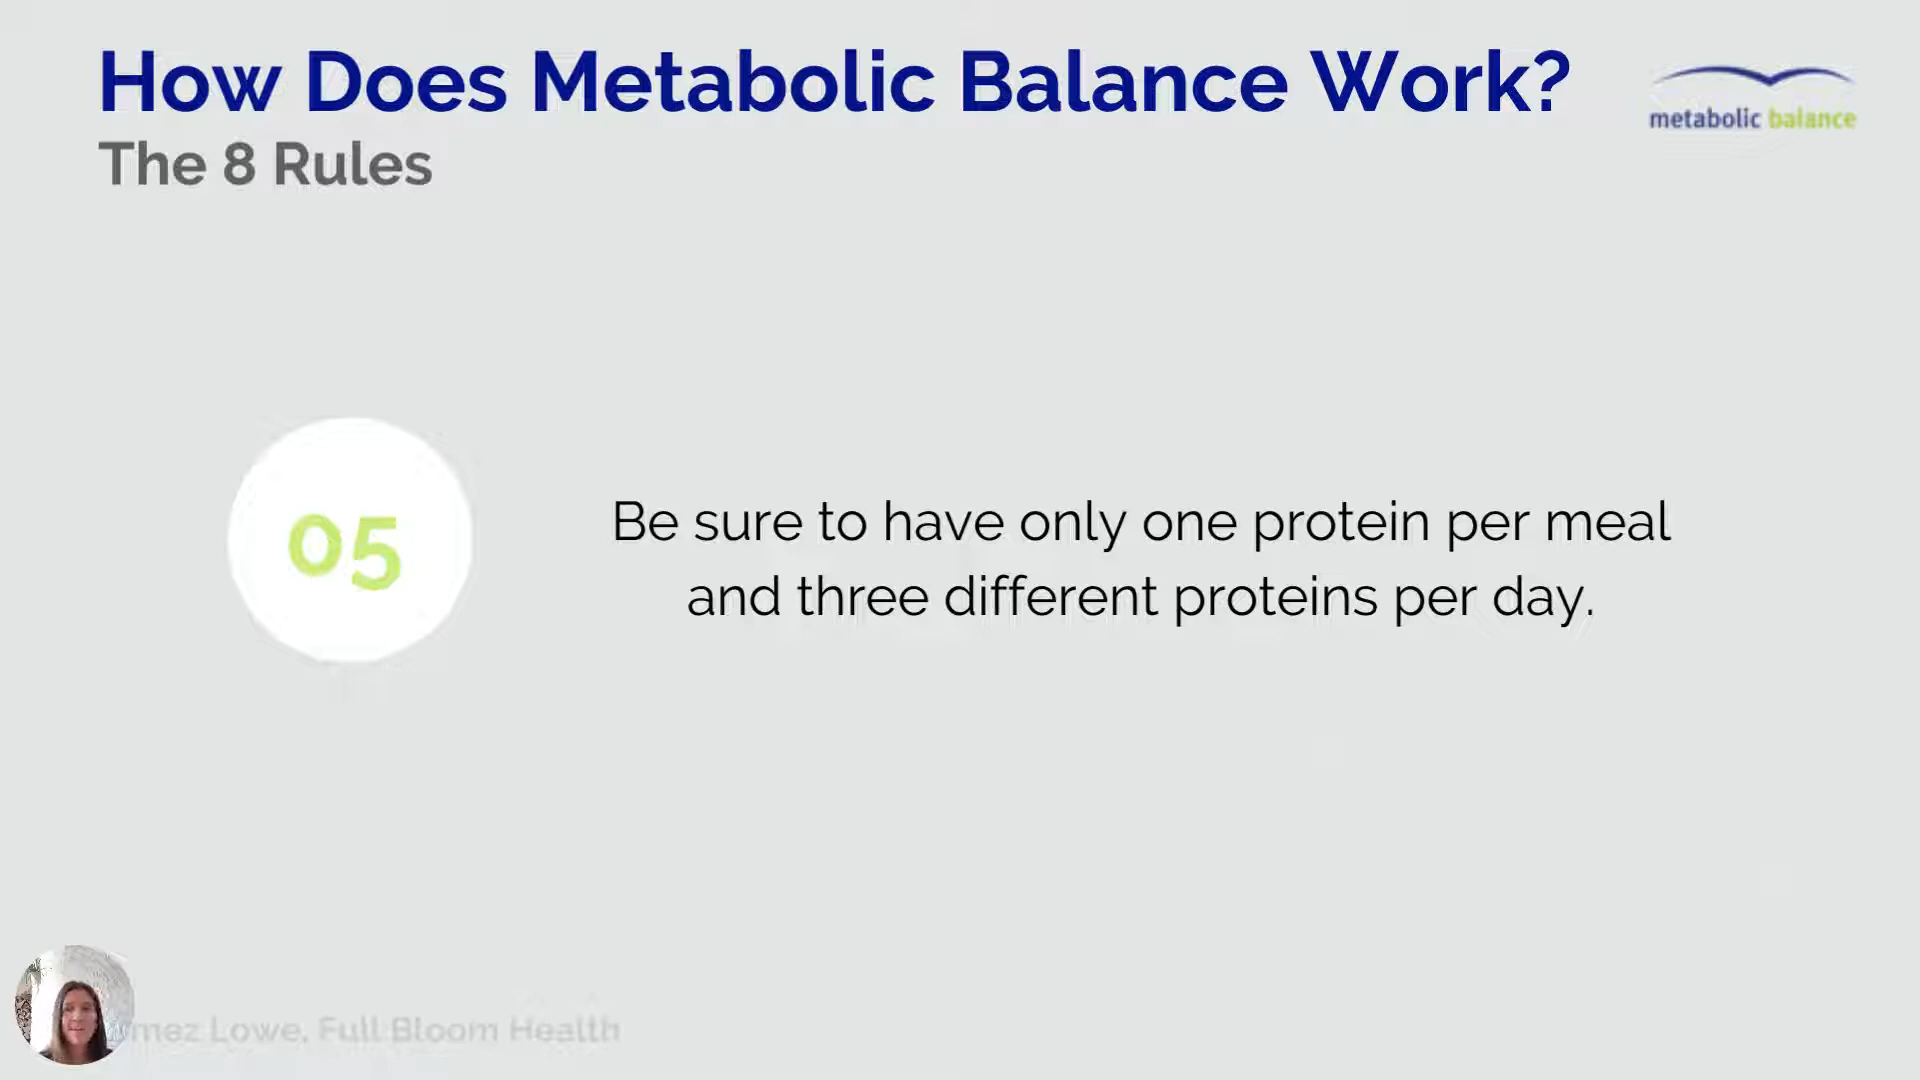 How Does Metabolic Balance Work?
The 8 Rules
metabolic balance
05
Be sure to have only one protein per meal
and three different proteins per day.
Lowe, Full Bloom Health